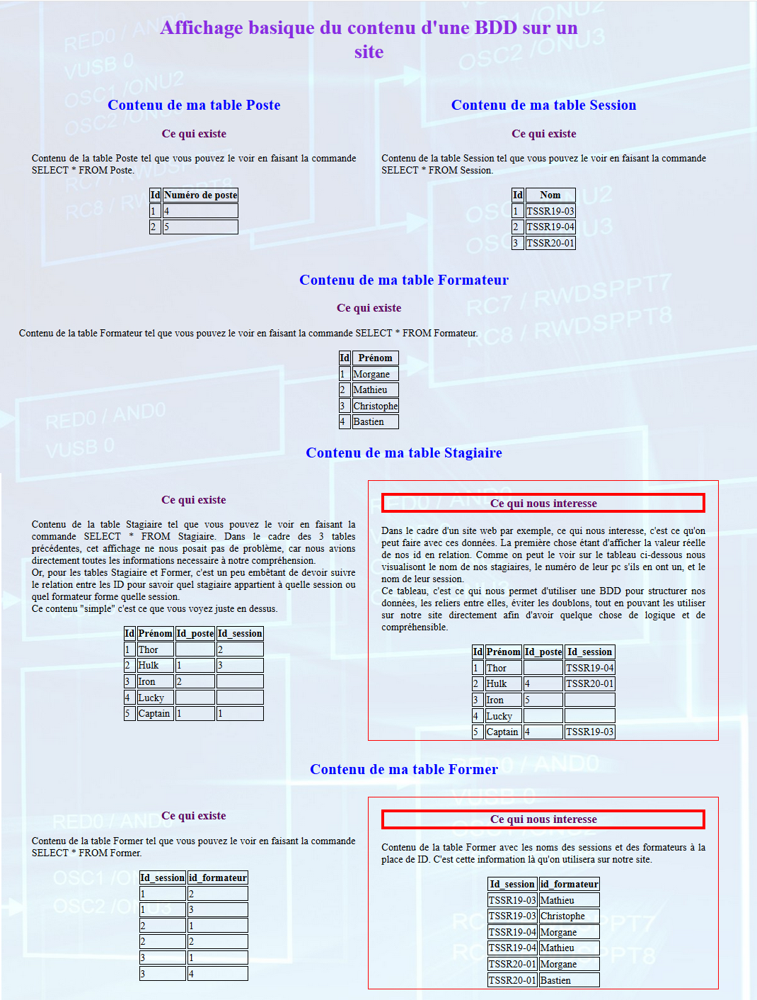 Affichage basique du contenu d'une BDD sur un
site
Contenu de ma table Poste
Ce qui existe
Contenu de la table Poste tel que vous pouvez le voir en faisant la commande
SELECT * FROM Poste.
Id Numéro de poste
1 4
2 5
Contenu de ma table Session
Ce qui existe
Contenu de la table Session tel que vous pouvez le voir en faisant la commande
SELECT * FROM Session.
Id Nom
1 TSSR19-03
2 TSSR19-04
3 TSSR20-01
Contenu de ma table Formateur
Ce qui existe
Contenu de la table Formateur tel que vous pouvez le voir en faisant la commande SELECT * FROM Formateur.
Id Prénom
1 Morgane
2 Mathieu
3 Christophe
4 Bastien
Contenu de ma table Stagiaire
Ce qui existe
Contenu de la table Stagiaire tel que vous pouvez le voir en faisant la
commande SELECT * FROM Stagiaire. Dans le cadre des 3 tables
précédentes, cet affichage ne nous posait pas de problème, car nous avions
directement toutes les informations necessaire à notre compréhension.
Or, pour les tables Stagiaire et Former, c'est un peu embêtant de devoir suivre
le relation entre les ID pour savoir quel stagiaire appartient à quelle session ou
quel formateur forme quelle session.
Ce contenu "simple" c'est ce que vous voyez juste en dessus.
Id Prénom Id_poste Id_session
1 Thor 2
2 Hulk 1 3
3 Iron 2
4 Lucky
5 Captain 1 1
Ce qui nous interesse
Dans le cadre d'un site web par exemple, ce qui nous interesse, c'est ce qu'on
peut faire avec ces données. La première chose étant d'afficher la valeur réelle
de nos id en relation. Comme on peut le voir sur le tableau ci-dessous nous
visualisont le nom de nos stagiaires, le numéro de leur pc s'ils en ont un, et le
nom de leur session.
Ce tableau, c'est ce qui nous permet d'utiliser une BDD pour structurer nos
données, les reliers entre elles, éviter les doublons, tout en pouvant les utiliser
sur notre site directement afin d'avoir quelque chose de logique et de
compréhensible.
Id Prénom Id_poste Id_session
1 Thor TSSR19-04
2 Hulk 4 TSSR20-01
3 Iron 5
4 Lucky
5 Captain 4 TSSR19-03
Contenu de ma table Former
Ce qui existe
Contenu de la table Former tel que vous pouvez le voir en faisant la commande
SELECT * FROM Former.
Id_session id_formateur
1 2
1 3
2 1
2 2
3 1
3 4
Ce qui nous interesse
Contenu de la table Former avec les noms des sessions et des formateurs à la
place de ID. C'est cette information là qu'on utilisera sur notre site.
Id_session id_formateur
TSSR19-03 Mathieu
TSSR19-03 Christophe
TSSR19-04 Morgane
TSSR19-04 Mathieu
TSSR20-01 Morgane
TSSR20-01 Bastien
RED0 / AND0
VUSB 0
OSC1 /ONU2
OSC2 /ONU3
RC7 / RWDSPPT7
RC8 / RWDSPPT8
RED0 / AND0
VUSB 0